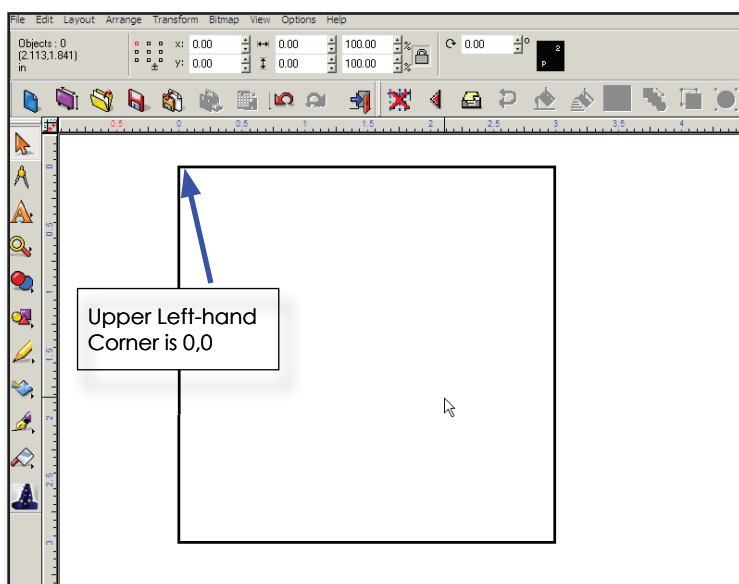 File Edit Layout Arrange Transform Bitmap View Options Help
Objects : 0
(2.113,1.841)
in
x: 0.00 0.00 100.00 % 0.00 o
y: 0.00 0.00 100.00 %
2
P
0.5 0 0.5 1 1.5 2 2.5 3 3.5 4
0
0.5
1
1.5
2
2.5
3
Upper Left-hand
Corner is 0,0